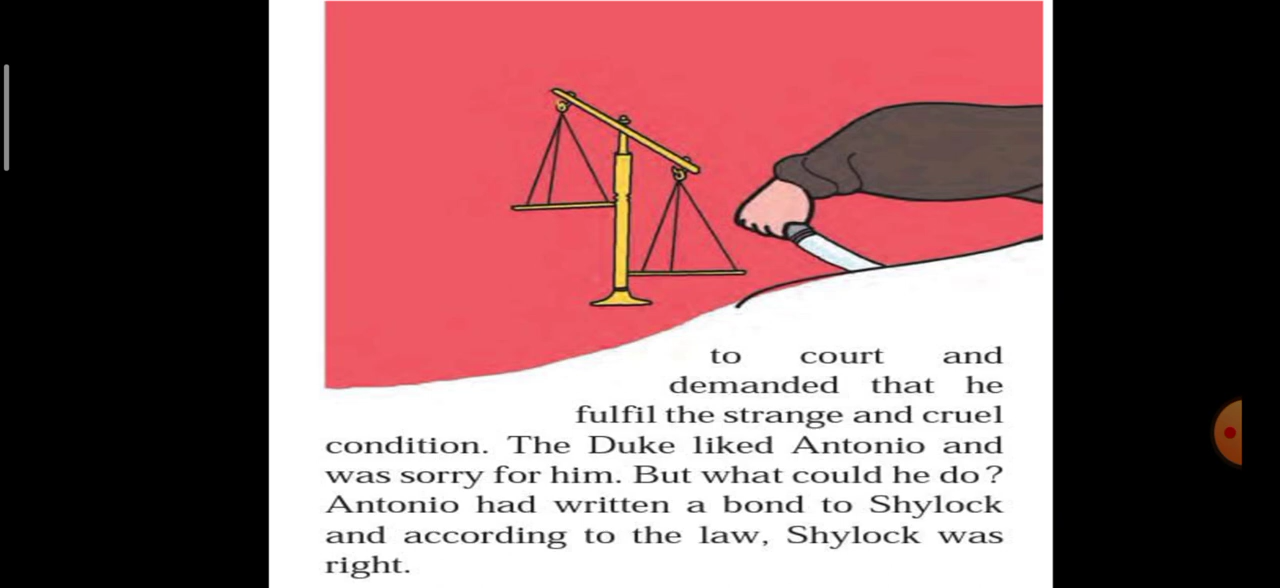 to court and
demanded that he
fulfil the strange and cruel
condition. The Duke liked Antonio and
was sorry for him. But what could he do?
Antonio had written a bond to Shylock
and according to the law, Shylock was
right.